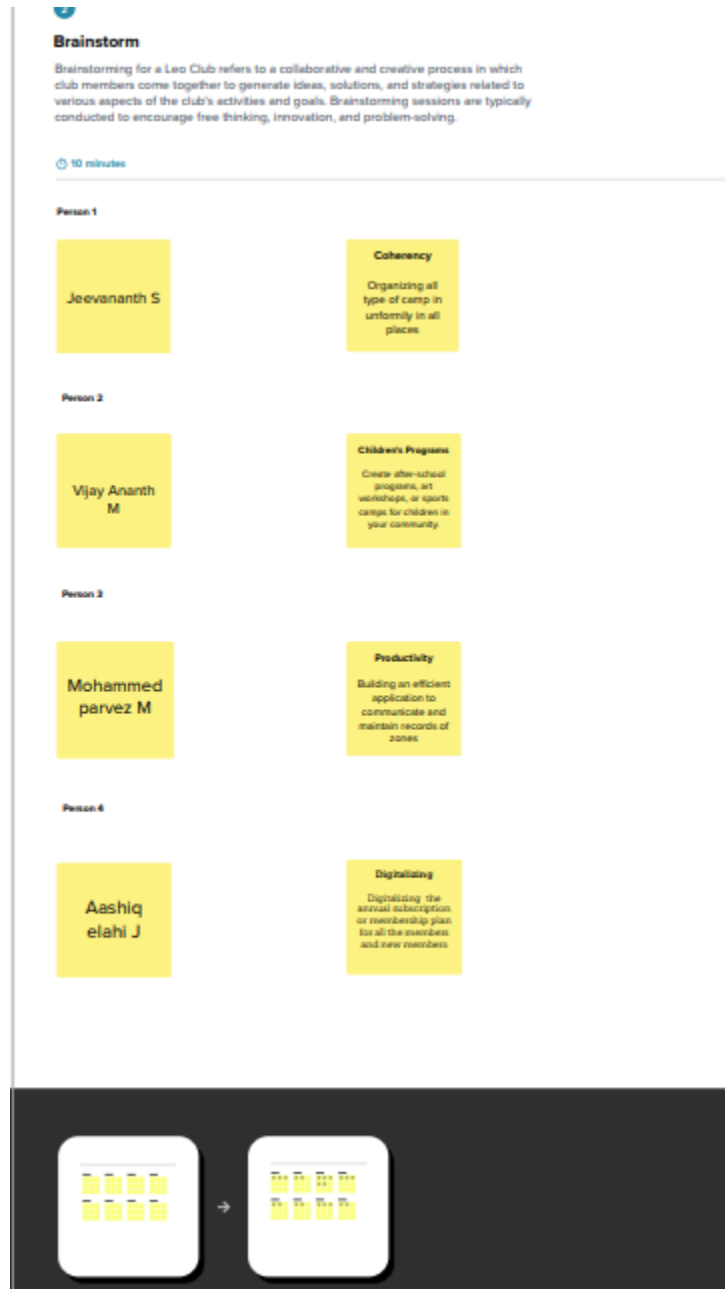 Brainstorm
Brainstorming for a Leo Club refers to a collaborative and creative process in which
club members come together to generate ideas, solutions, and strategies related to
various aspects of the club's activities and goals. Brainstorming sessions are typically
conducted to encourage free thinking, innovation, and problem-solving.
10 minutes
Person 1
Jeevananth S
Coherency
Organizing all
type of camp in
unformily in all
places
Person 2
Vijay Ananth
M
Children's Programs
Create after-school
programs, art
workshops, or sports
camps for children in
your community.
Person 3
Mohammed
parvez M
Productivity
Building an efficient
application to
communicate and
maintain records of
zones
Person 4
Aashiq
elahi J
Digitalizing
Digitalizing the
annual subscription
or membership plan
for all the members
and new members